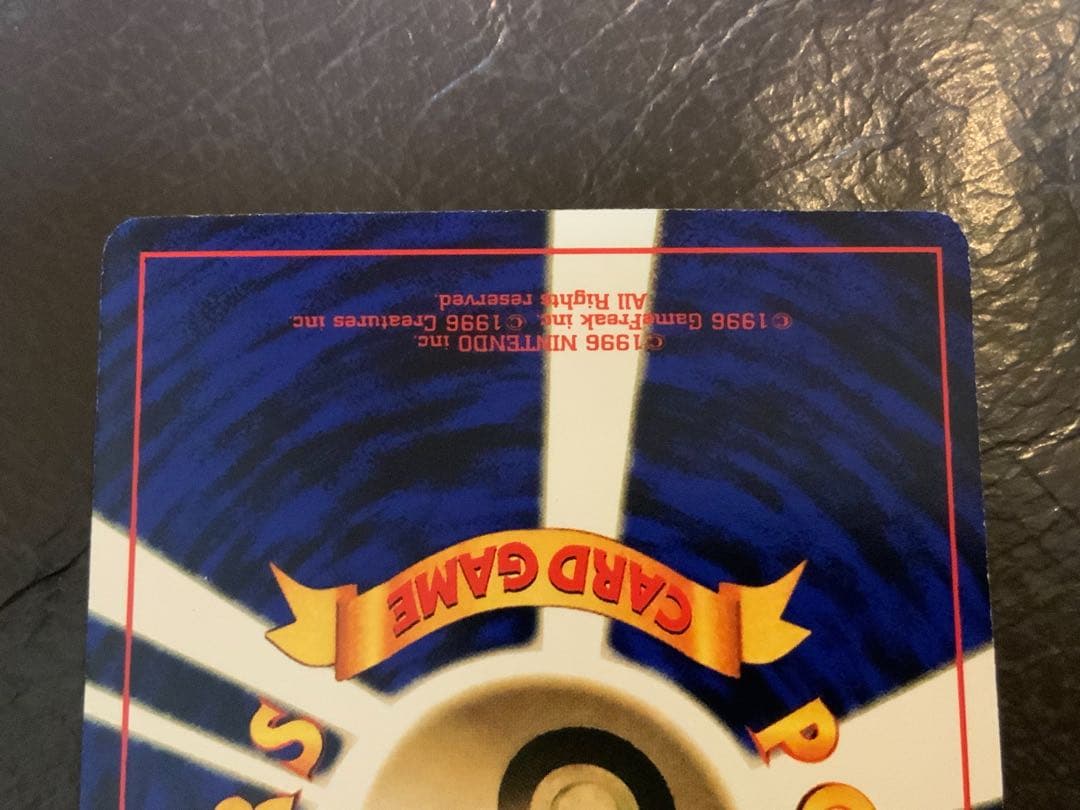 ©1996 NINTENDO inc.
©1996 GameFreak inc. ©1996 Creatures inc.
All Rights reserved.
CARD GAME